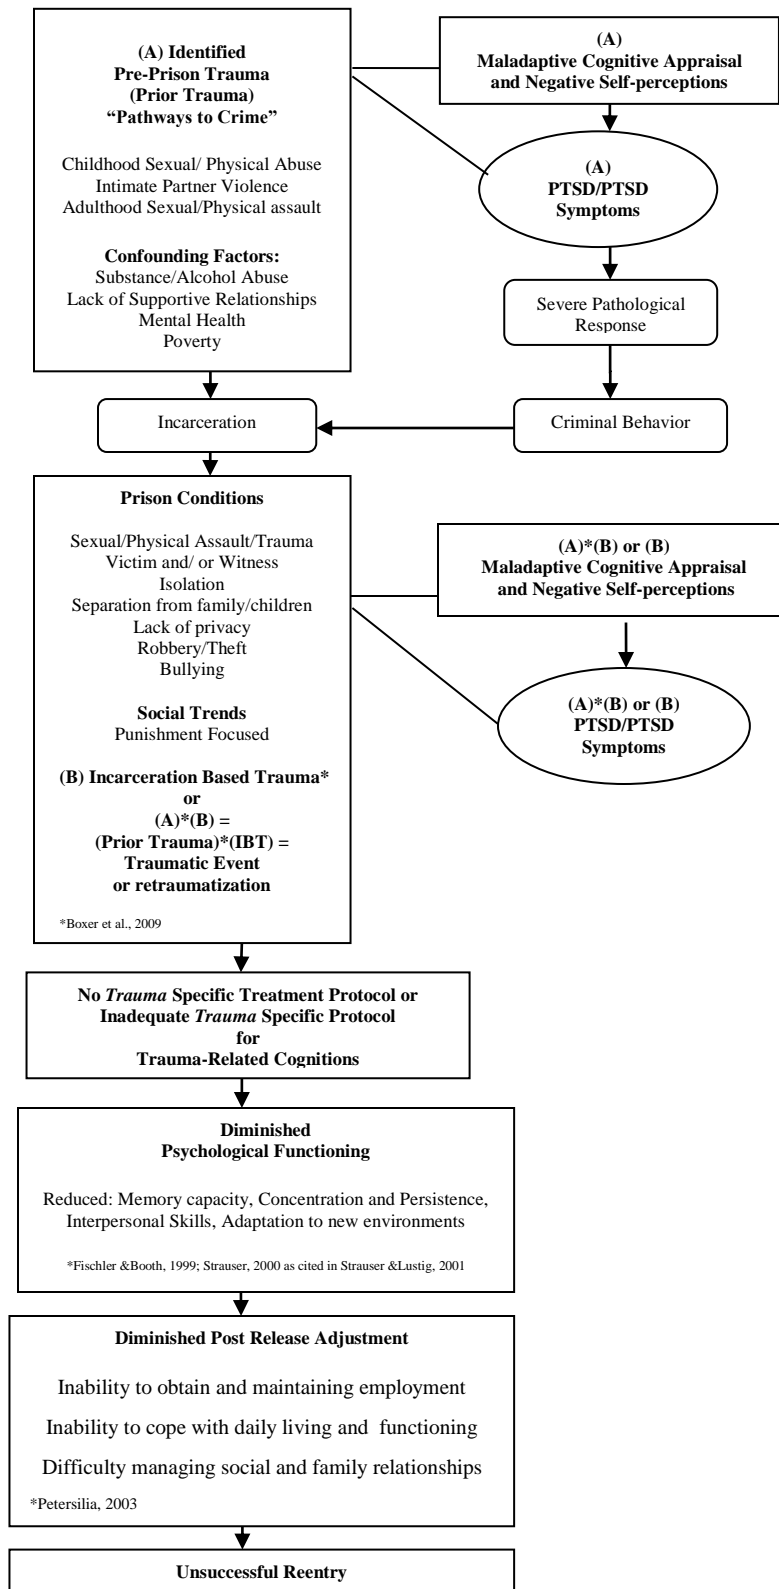 (A) Identified
Pre-Prison Trauma
(Prior Trauma)
“Pathways to Crime”
Childhood Sexual/ Physical Abuse
Intimate Partner Violence
Adulthood Sexual/Physical assault
Confounding Factors:
Substance/Alcohol Abuse
Lack of Supportive Relationships
Mental Health
Poverty
(A)
Maladaptive Cognitive Appraisal
and Negative Self-perceptions
(A)
PTSD/PTSD
Symptoms
Severe Pathological
Response
Criminal Behavior
Incarceration
Prison Conditions
Sexual/Physical Assault/Trauma
Victim and/ or Witness
Isolation
Separation from family/children
Lack of privacy
Robbery/Theft
Bullying
Social Trends
Punishment Focused
(B) Incarceration Based Trauma*
or
(A)*(B) =
(Prior Trauma)*(IBT) =
Traumatic Event
or retraumatization
*Boxer et al., 2009
(A)*(B) or (B)
Maladaptive Cognitive Appraisal
and Negative Self-perceptions
(A)*(B) or (B)
PTSD/PTSD
Symptoms
No Trauma Specific Treatment Protocol or
Inadequate Trauma Specific Protocol
for
Trauma-Related Cognitions
Diminished
Psychological Functioning
Reduced: Memory capacity, Concentration and Persistence,
Interpersonal Skills, Adaptation to new environments
*Fischler &Booth, 1999; Strauser, 2000 as cited in Strauser &Lustig, 2001
Diminished Post Release Adjustment
Inability to obtain and maintaining employment
Inability to cope with daily living and functioning
Difficulty managing social and family relationships
*Petersilia, 2003
Unsuccessful Reentry